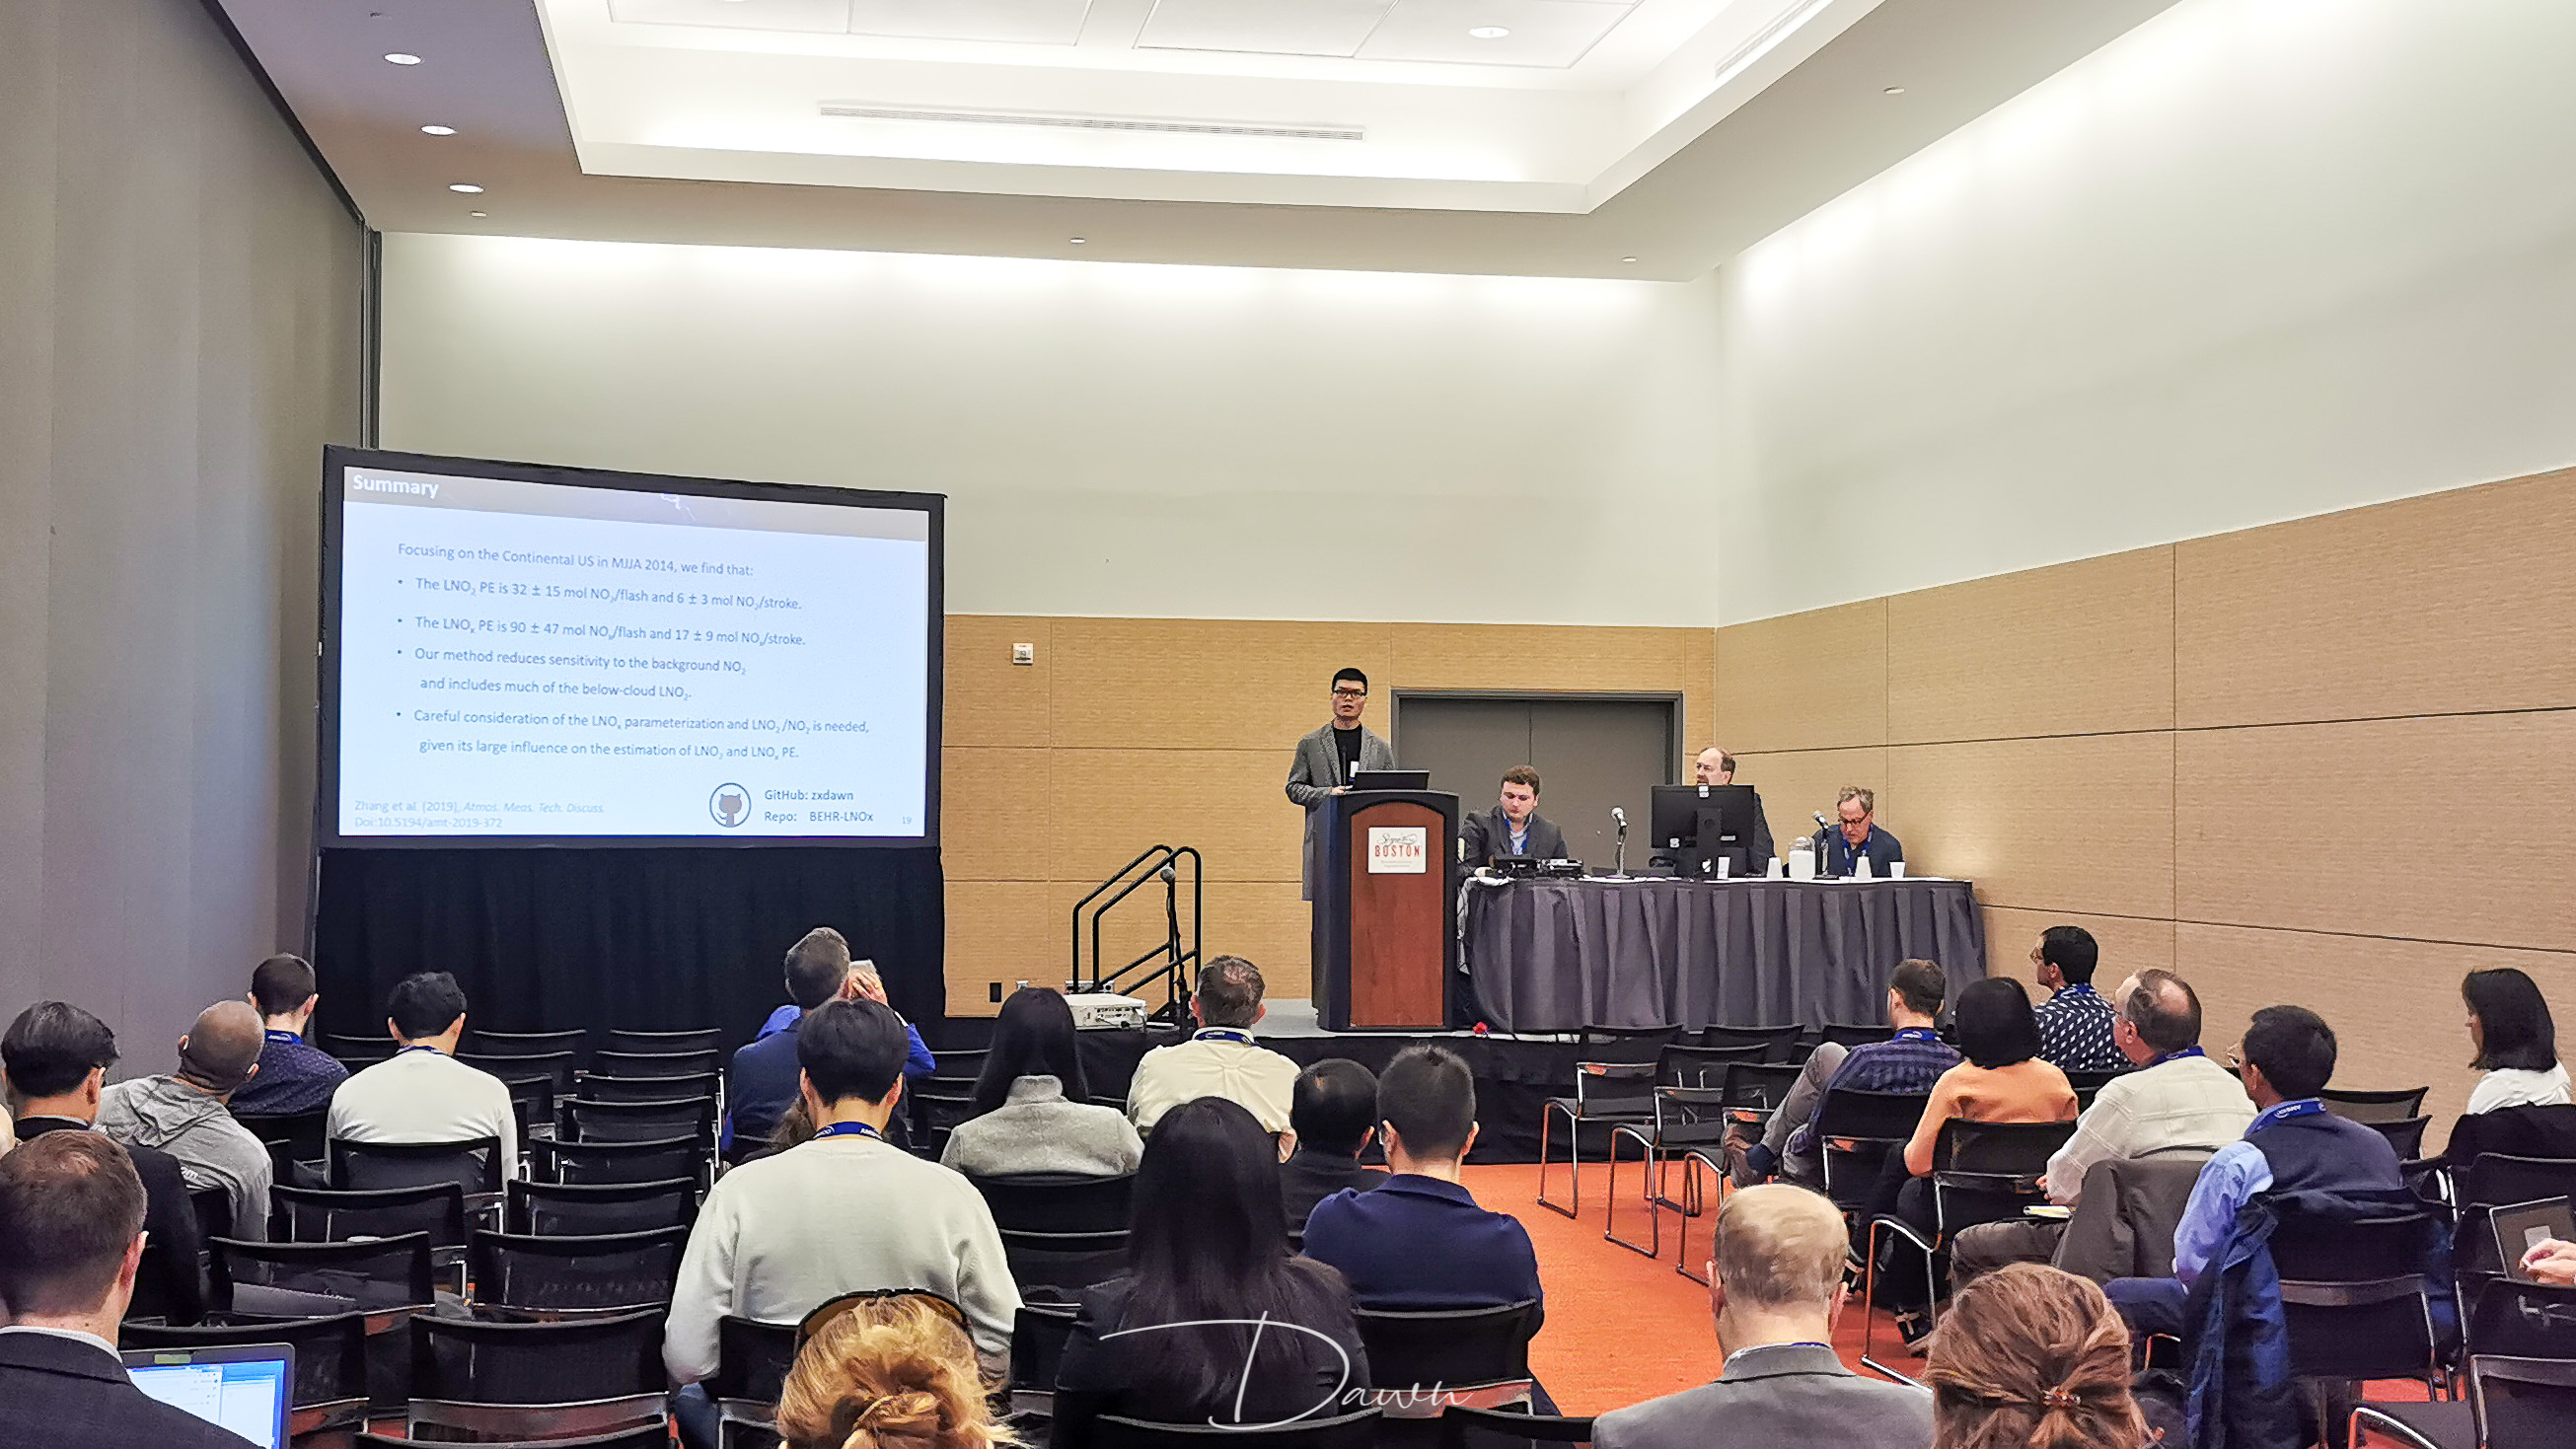 Summary
Focusing on the Continental US in MJJA 2014, we find that:
• The LNO₂ PE is 32 ± 15 mol NO₂/flash and 6 ± 3 mol NO₂/stroke.
• The LNOₓ PE is 90 ± 47 mol NOₓ/flash and 17 ± 9 mol NOₓ/stroke.
• Our method reduces sensitivity to the background NO₂
and includes much of the below-cloud LNO₂.
• Careful consideration of the LNOₓ parameterization and LNO₂/NO₂ is needed,
given its large influence on the estimation of LNO₂ and LNOₓ PE.
Zhang et al. (2019), Atmos. Meas. Tech. Discuss.
Doi:10.5194/amt-2019-372
GitHub: zxdawn
Repo: BEHR-LNOx
19
BOSTON
Dawn